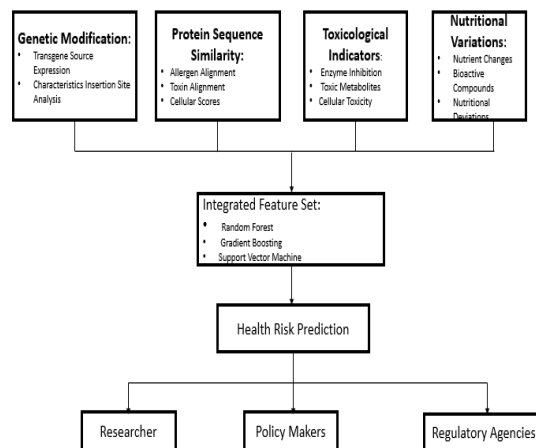 Genetic Modification:
• Transgene Source
Expression
• Characteristics Insertion Site
Analysis
Protein Sequence
Similarity:
• Allergen Alignment
• Toxin Alignment
• Cellular Scores
Toxicological
Indicators:
• Enzyme Inhibition
• Toxic Metabolites
• Cellular Toxicity
Nutritional
Variations:
• Nutrient Changes
• Bioactive
Compounds
• Nutritional
Deviations
Integrated Feature Set:
• Random Forest
• Gradient Boosting
• Support Vector Machine
Health Risk Prediction
Researcher
Policy Makers
Regulatory Agencies